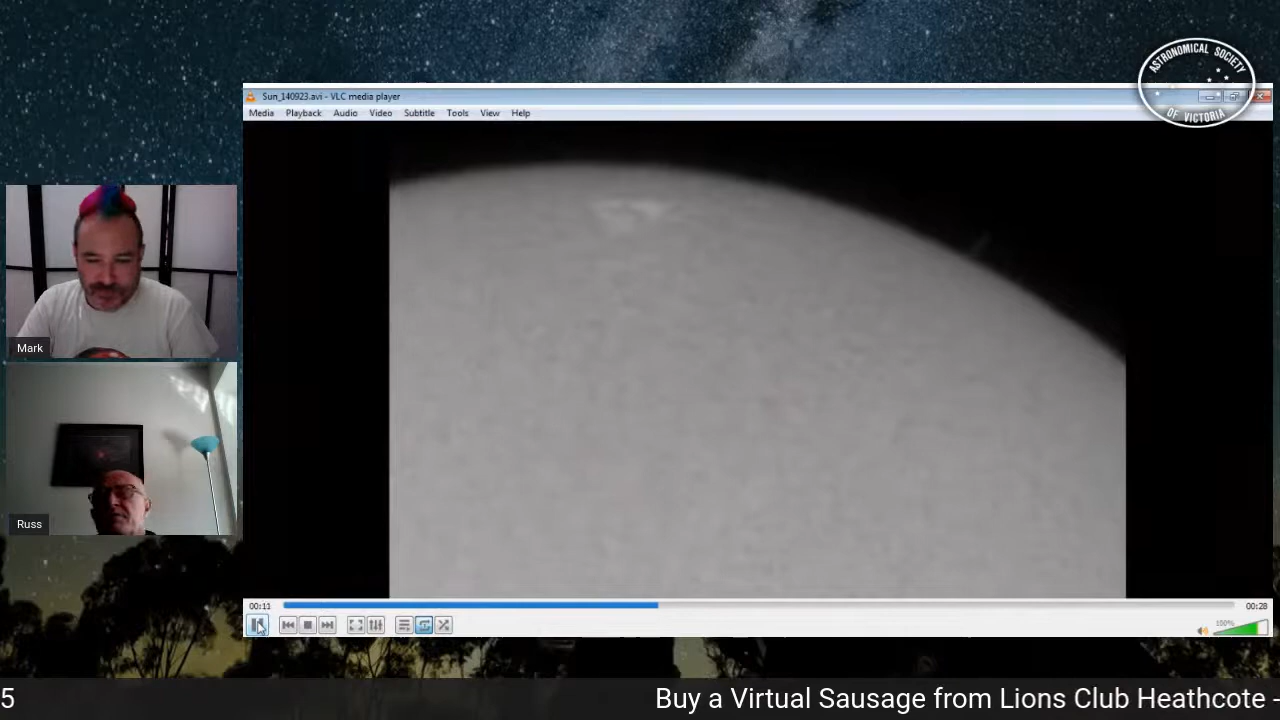 ASTRONOMICAL SOCIETY
OF VICTORIA
Sun_140923.avi - VLC media player
Media Playback Audio Video Subtitle Tools View Help
Mark
Russ
00:11
00:28
100%
5
Buy a Virtual Sausage from Lions Club Heathcote -